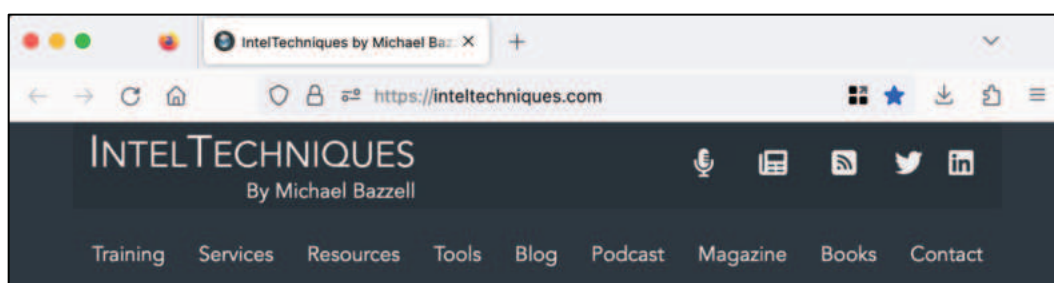 IntelTechniques by Michael Baz
https://inteltechniques.com
INTELTECHNIQUES
By Michael Bazzell
Training Services Resources Tools Blog Podcast Magazine Books Contact